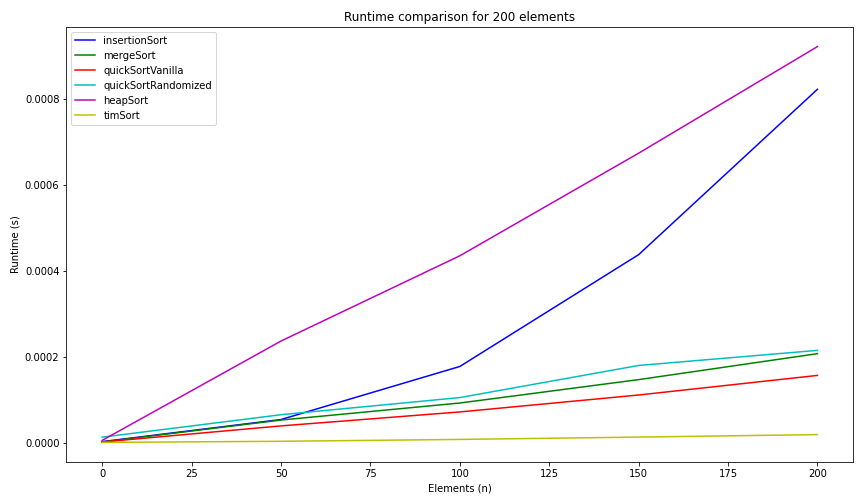 Runtime comparison for 200 elements
insertionSort
mergeSort
quickSortVanilla
quickSortRandomized
heapSort
timSort
Runtime (s)
0.0008
0.0006
0.0004
0.0002
0.0000
0 25 50 75 100 125 150 175 200
Elements (n)